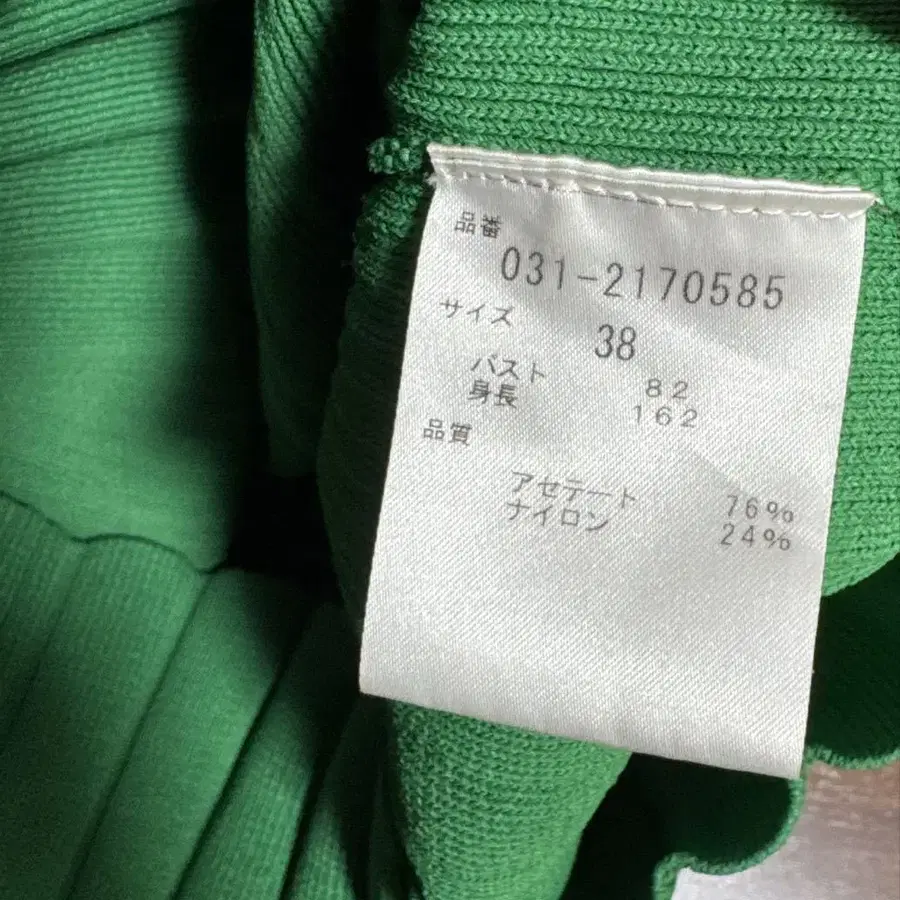 品番
031-2170585
サイズ 38
バスト 82
身長 162
品質
アセテート 76%
ナイロン 24%